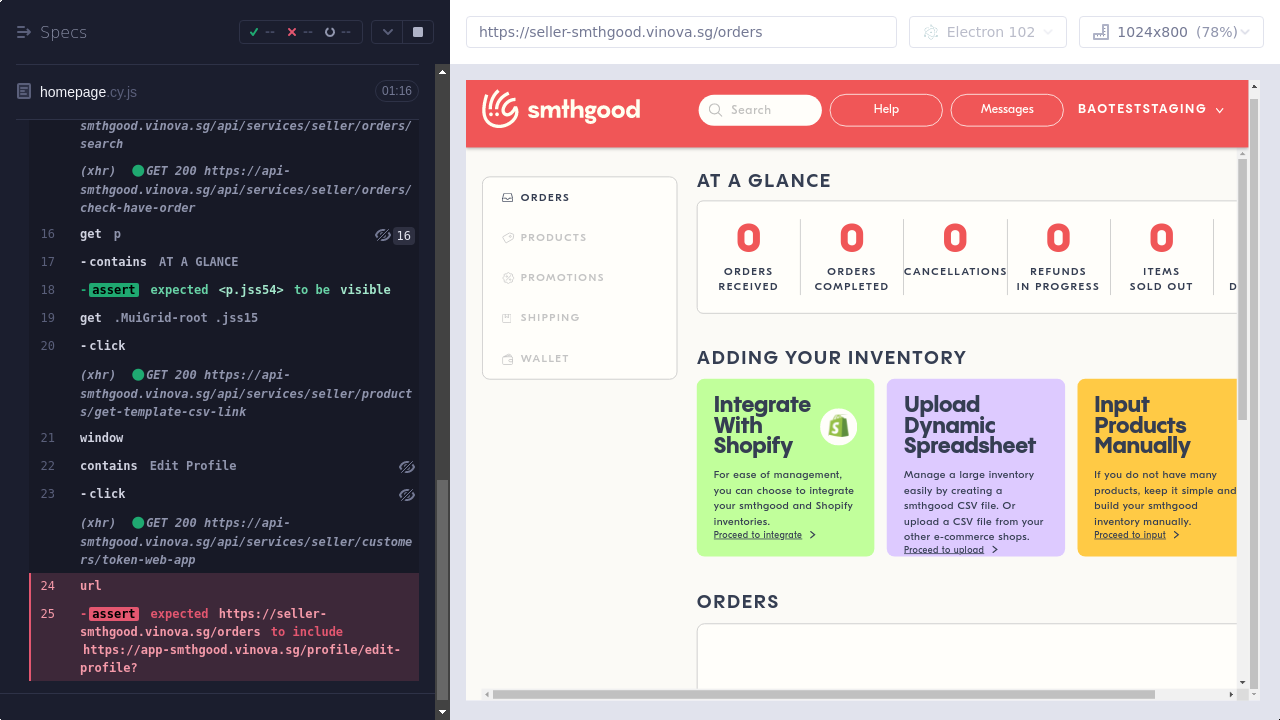 Specs
--
--
--
homepage.cy.js
01:16
smthgood.vinova.sg/api/services/seller/orders/
search
(xhr) GET 200 https://api-
smthgood.vinova.sg/api/services/seller/orders/
check-have-order
16 get p 16
17 -contains AT A GLANCE
18 -assert expected <p.jss54> to be visible
19 get .MuiGrid-root .jss15
20 -click
(xhr) GET 200 https://api-
smthgood.vinova.sg/api/services/seller/product
s/get-template-csv-link
21 window
22 contains Edit Profile
23 -click
(xhr) GET 200 https://api-
smthgood.vinova.sg/api/services/seller/custome
rs/token-web-app
24 url
25 -assert expected https://seller-
smthgood.vinova.sg/orders to include
https://app-smthgood.vinova.sg/profile/edit-
profile?
https://seller-smthgood.vinova.sg/orders
Electron 102
1024x800 (78%)
smthgood
Search
Help
Messages
BAOTESTSTAGING
ORDERS
PRODUCTS
PROMOTIONS
SHIPPING
WALLET
AT A GLANCE
0
ORDERS
RECEIVED
0
ORDERS
COMPLETED
0
CANCELLATIONS
0
REFUNDS
IN PROGRESS
0
ITEMS
SOLD OUT
D
ADDING YOUR INVENTORY
Integrate
With
Shopify
For ease of management,
you can choose to integrate
your smthgood and Shopify
inventories.
Proceed to integrate
Upload
Dynamic
Spreadsheet
Manage a large inventory
easily by creating a
smthgood CSV file. Or
upload a CSV file from your
other e-commerce shops.
Proceed to upload
Input
Products
Manually
If you do not have many
products, keep it simple and
build your smthgood
inventory manually.
Proceed to input
ORDERS